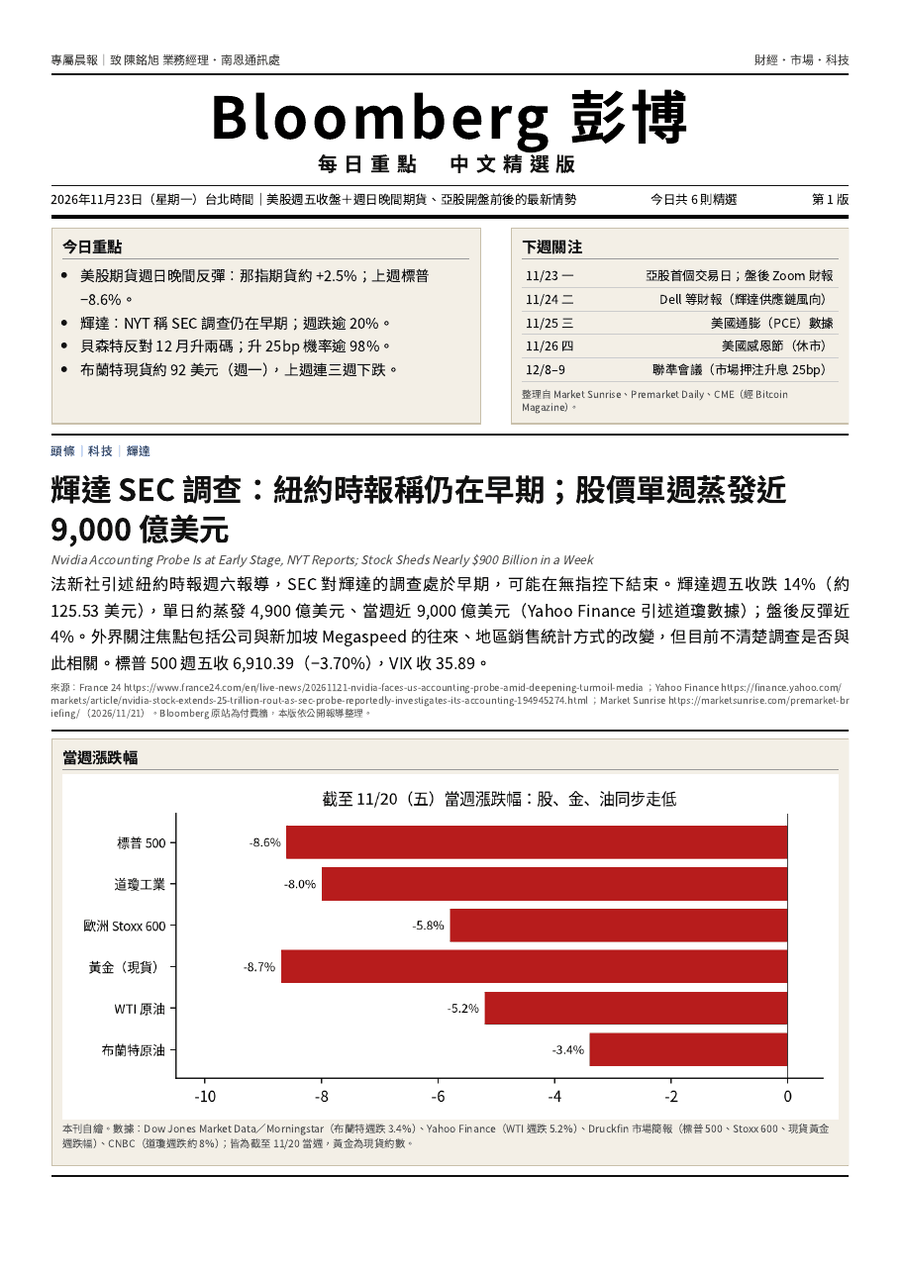 專屬晨報｜致 陳銘旭 業務經理・南恩通訊處
財經・市場・科技
Bloomberg 彭博
每日重點　中文精選版
2026年11月23日（星期一）台北時間｜美股週五收盤＋週日晚間期貨、亞股開盤前後的最新情勢
今日共 6 則精選
第 1 版
今日重點
• 美股期貨週日晚間反彈：那指期貨約 +2.5%；上週標普
−8.6%。
• 輝達：NYT 稱 SEC 調查仍在早期；週跌逾 20%。
• 貝森特反對 12 月升兩碼；升 25bp 機率逾 98%。
• 布蘭特現貨約 92 美元（週一），上週連三週下跌。
下週關注
11/23 一 亞股首個交易日；盤後 Zoom 財報
11/24 二 Dell 等財報（輝達供應鏈風向）
11/25 三 美國通膨（PCE）數據
11/26 四 美國感恩節（休市）
12/8–9 聯準會議（市場押注升息 25bp）
整理自 Market Sunrise、Premarket Daily、CME（經 Bitcoin
Magazine）。
頭條｜科技｜輝達
輝達 SEC 調查：紐約時報稱仍在早期；股價單週蒸發近
9,000 億美元
Nvidia Accounting Probe Is at Early Stage, NYT Reports; Stock Sheds Nearly $900 Billion in a Week
法新社引述紐約時報週六報導，SEC 對輝達的調查處於早期，可能在無指控下結束。輝達週五收跌 14%（約
125.53 美元），單日約蒸發 4,900 億美元、當週近 9,000 億美元（Yahoo Finance 引述道瓊數據）；盤後反彈近
4%。外界關注焦點包括公司與新加坡 Megaspeed 的往來、地區銷售統計方式的改變，但目前不清楚調查是否與
此相關。標普 500 週五收 6,910.39（−3.70%），VIX 收 35.89。
來源：France 24 https://www.france24.com/en/live-news/20261121-nvidia-faces-us-accounting-probe-amid-deepening-turmoil-media ；Yahoo Finance https://finance.yahoo.com/
markets/article/nvidia-stock-extends-25-trillion-rout-as-sec-probe-reportedly-investigates-its-accounting-194945274.html ；Market Sunrise https://marketsunrise.com/premarket-br
iefing/（2026/11/21）。Bloomberg 原站為付費牆，本版依公開報導整理。
當週漲跌幅
截至 11/20（五）當週漲跌幅：股、金、油同步走低
標普 500 -8.6%
道瓊工業 -8.0%
歐洲 Stoxx 600 -5.8%
黃金（現貨） -8.7%
WTI 原油 -5.2%
布蘭特原油 -3.4%
-10 -8 -6 -4 -2 0
本刊自繪。數據：Dow Jones Market Data／Morningstar（布蘭特週跌 3.4%）、Yahoo Finance（WTI 週跌 5.2%）、Druckfin 市場簡報（標普 500、Stoxx 600、現貨黃金
週跌幅）、CNBC（道瓊週跌約 8%）；皆為截至 11/20 當週，黃金為現貨約數。